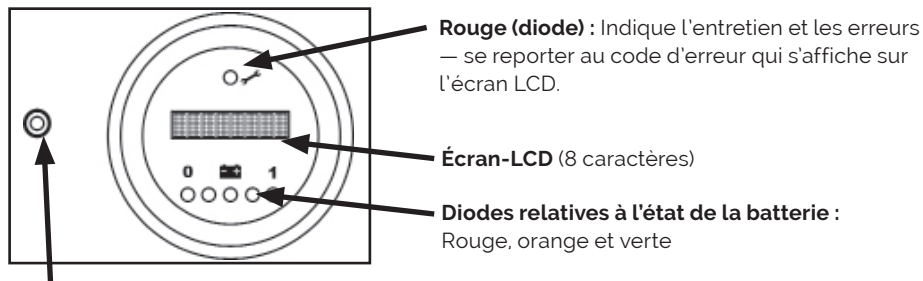 Rouge (diode) : Indique l'entretien et les erreurs
— se reporter au code d'erreur qui s'affiche sur
l'écran LCD.
Écran-LCD (8 caractères)
0 1
Diodes relatives à l'état de la batterie :
Rouge, orange et verte